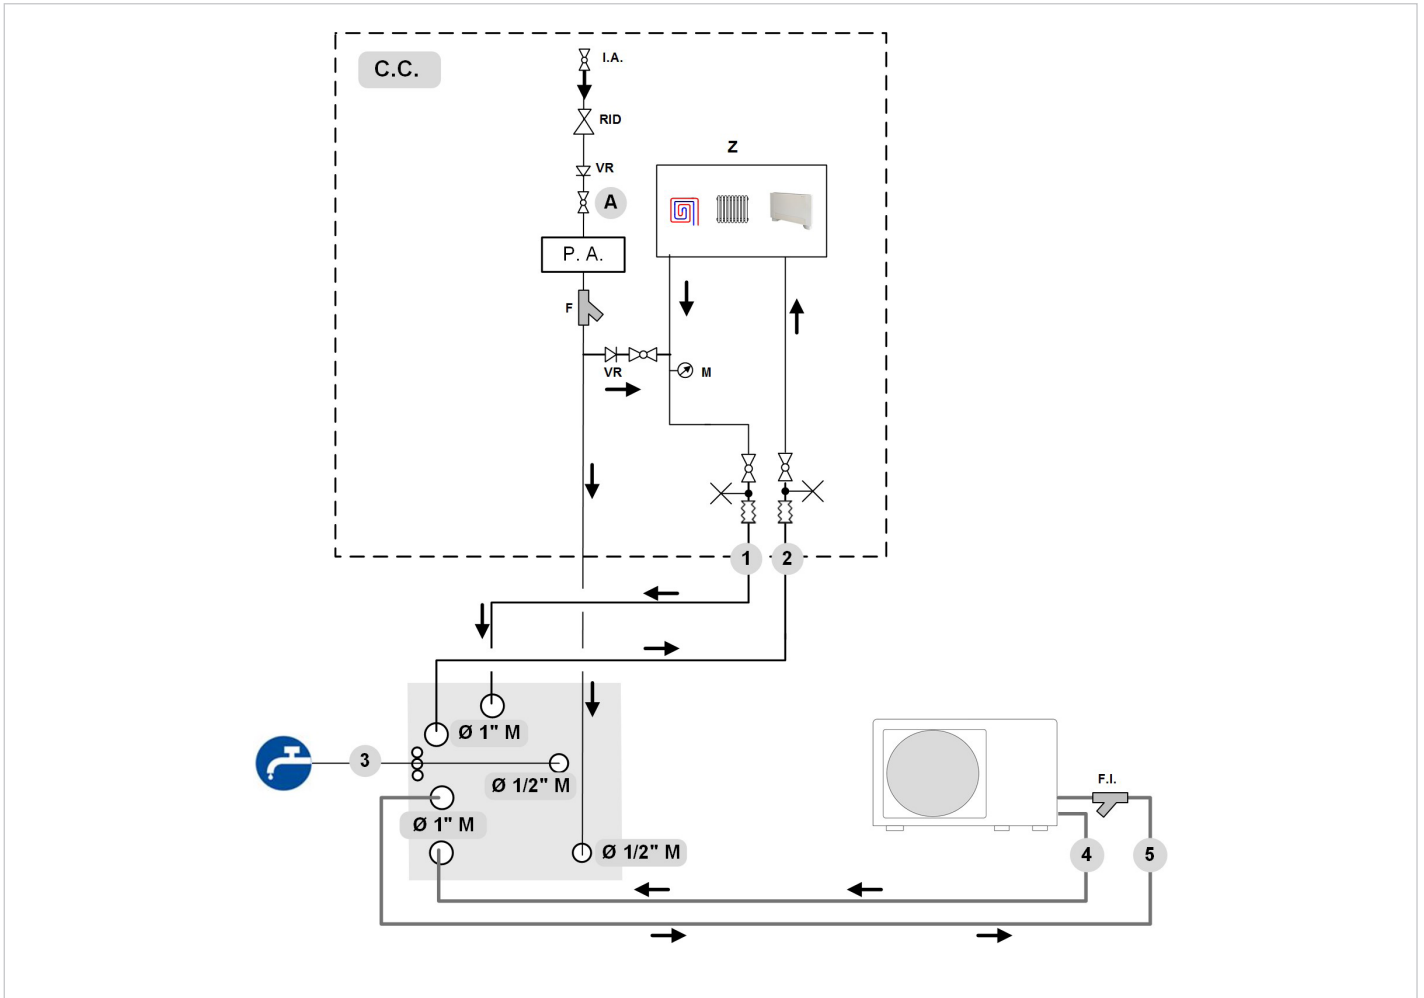 C.C.
I.A.
RID
VR
A
Z
P. A.
F
VR
M
1
2
Ø 1" M
3
Ø 1/2" M
Ø 1" M
Ø 1/2" M
F.I.
4
5